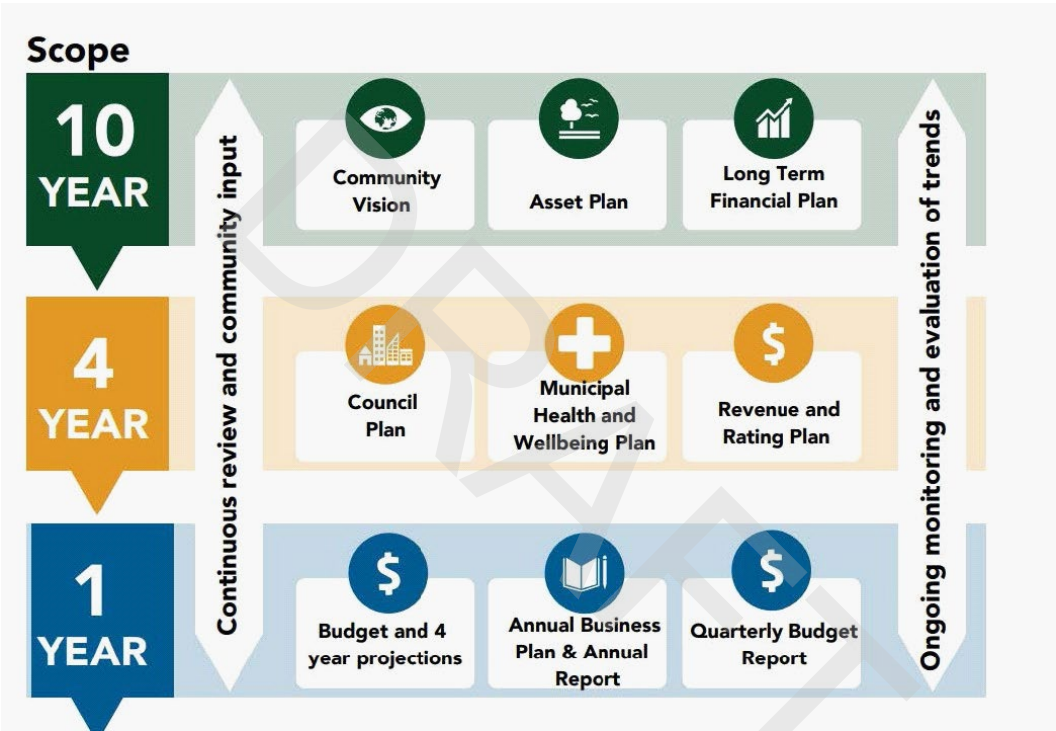 Scope
10
YEAR
Continuous review and community input
Community
Vision
Asset Plan
Long Term
Financial Plan
Ongoing monitoring and evaluation of trends
4
YEAR
Council
Plan
Municipal
Health and
Wellbeing Plan
$
Revenue and
Rating Plan
1
YEAR
$
Budget and 4
year projections
Annual Business
Plan & Annual
Report
$
Quarterly Budget
Report
DRAFT